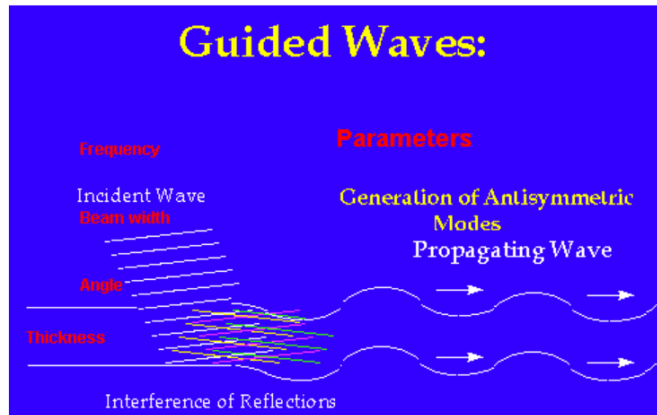 Guided Waves:
Frequency
Parameters
Incident Wave
Generation of Antisymmetric
Beam width
Modes
Propagating Wave
Angle
Thickness
Interference of Reflections